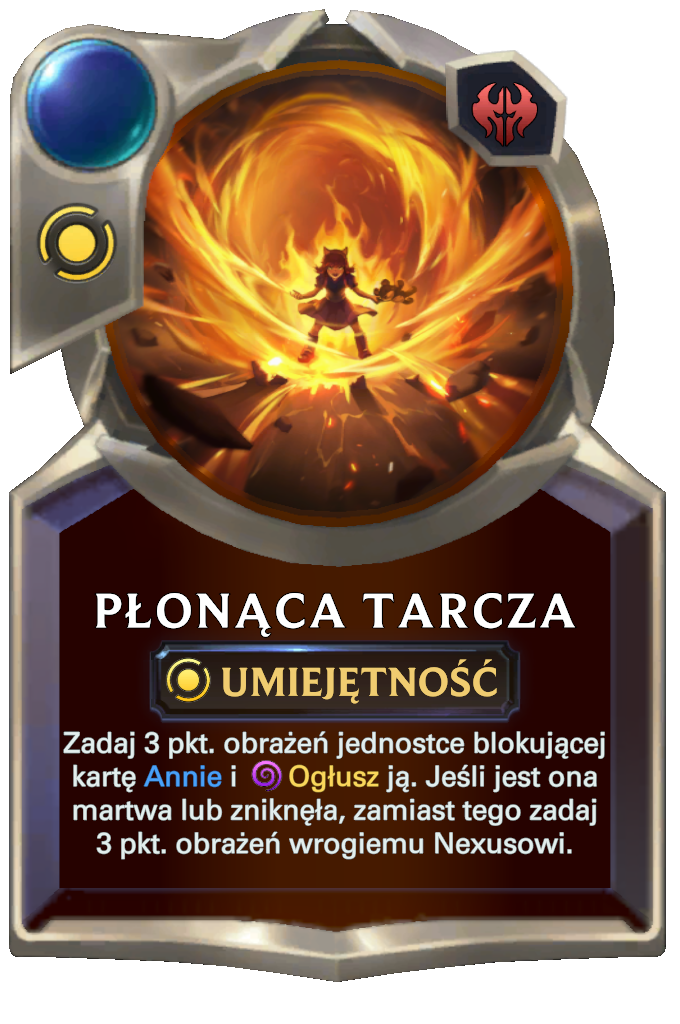 PŁONĄCA TARCZA
UMIEJĘTNOŚĆ
Zadaj 3 pkt. obrażeń jednostce blokującej
kartę Annie i Ogłusz ją. Jeśli jest ona
martwa lub zniknęła, zamiast tego zadaj
3 pkt. obrażeń wrogiemu Nexusowi.